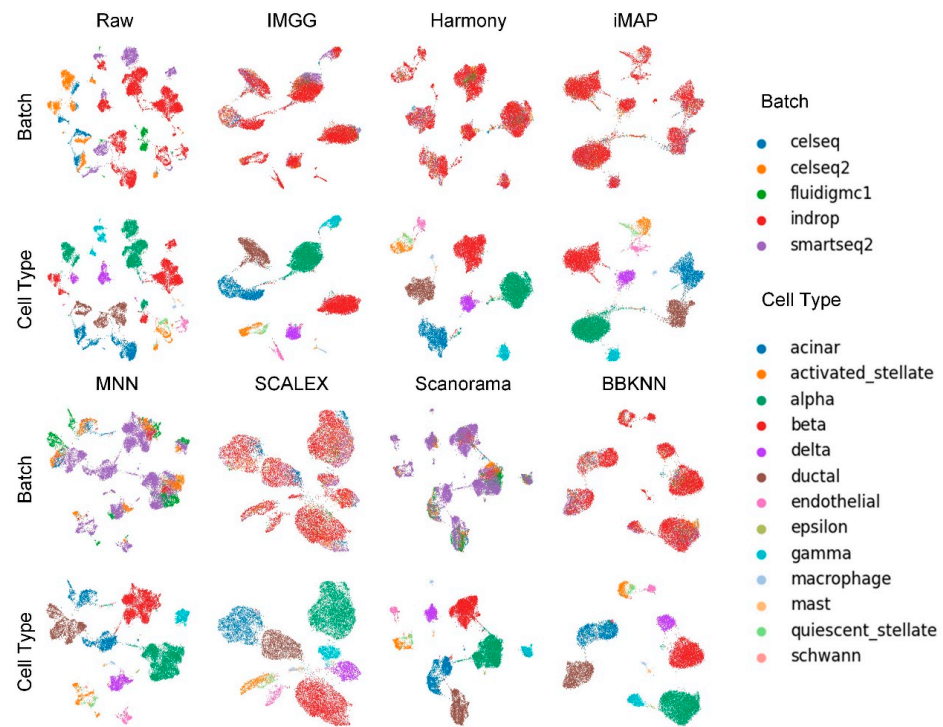 Raw
IMGG
Harmony
iMAP
Batch
Cell Type
MNN
SCALEX
Scanorama
BBKNN
Batch
Cell Type
Batch
celseq
celseq2
fluidigmc1
indrop
smartseq2
Cell Type
acinar
activated_stellate
alpha
beta
delta
ductal
endothelial
epsilon
gamma
macrophage
mast
quiescent_stellate
schwann